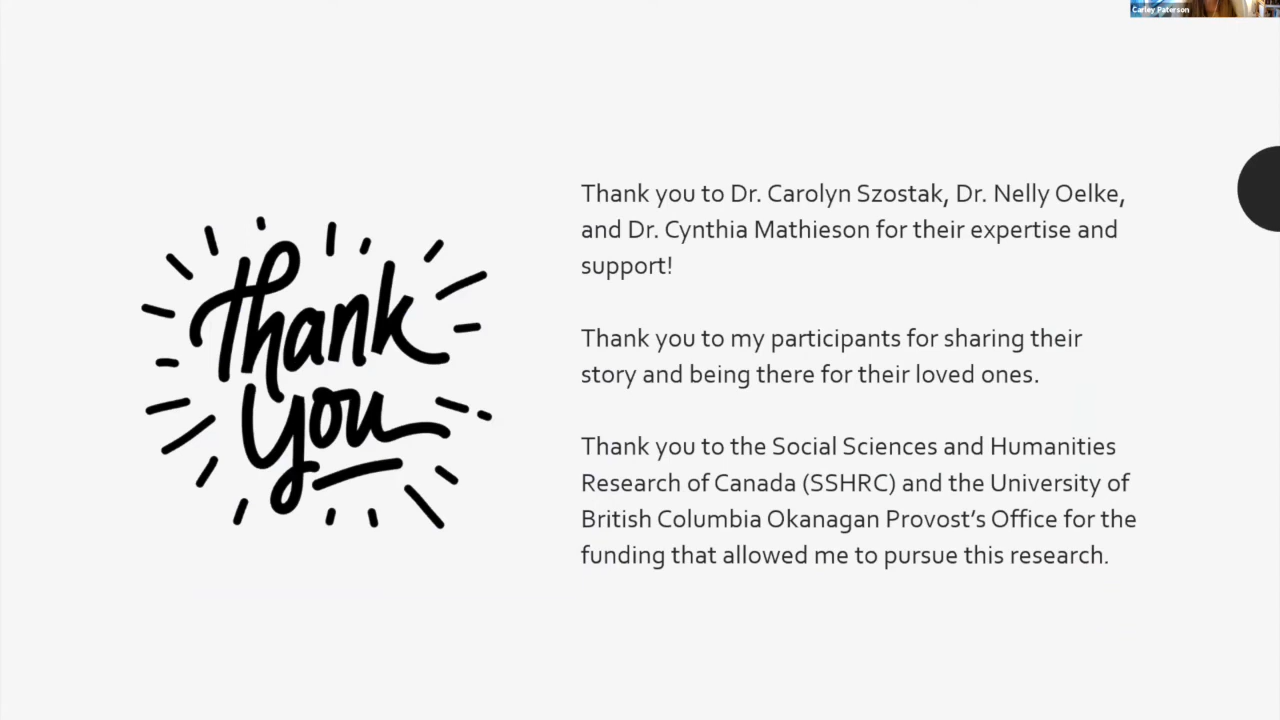 Carley Paterson
Thank you to Dr. Carolyn Szostak, Dr. Nelly Oelke,
and Dr. Cynthia Mathieson for their expertise and
support!
Thank you to my participants for sharing their
story and being there for their loved ones.
Thank you to the Social Sciences and Humanities
Research of Canada (SSHRC) and the University of
British Columbia Okanagan Provost’s Office for the
funding that allowed me to pursue this research.
Thank
you